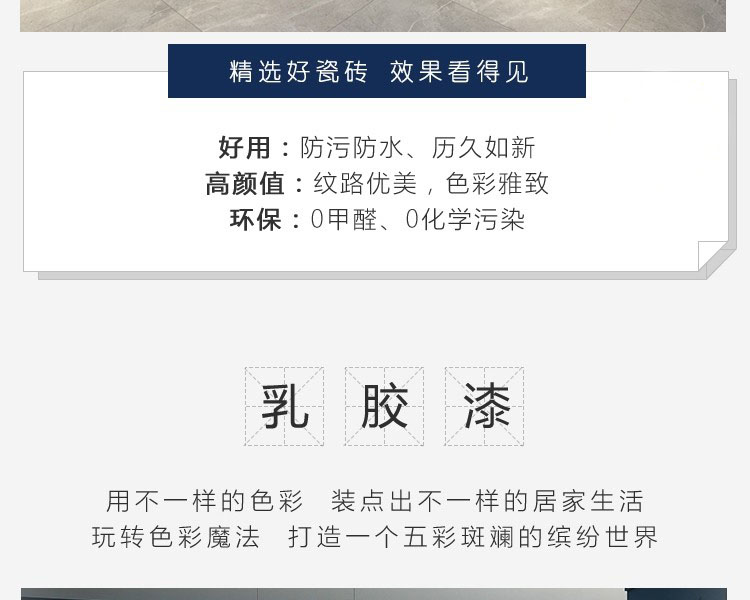 精选好瓷砖 效果看得见
好用：防污防水、历久如新
高颜值：纹路优美，色彩雅致
环保：0甲醛、0化学污染
乳胶漆
用不一样的色彩 装点出不一样的居家生活
玩转色彩魔法 打造一个五彩斑斓的缤纷世界